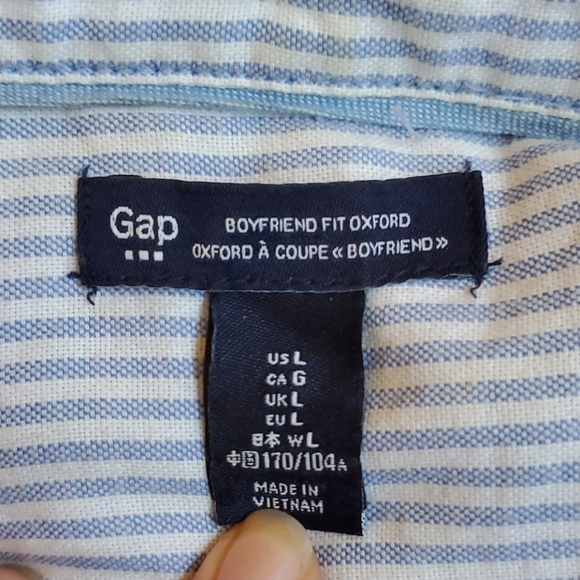 Gap
BOYFRIEND FIT OXFORD
OXFORD À COUPE « BOYFRIEND »
US L
CA G
UK L
EU L
日本 W L
中国 170/104A
MADE IN
VIETNAM